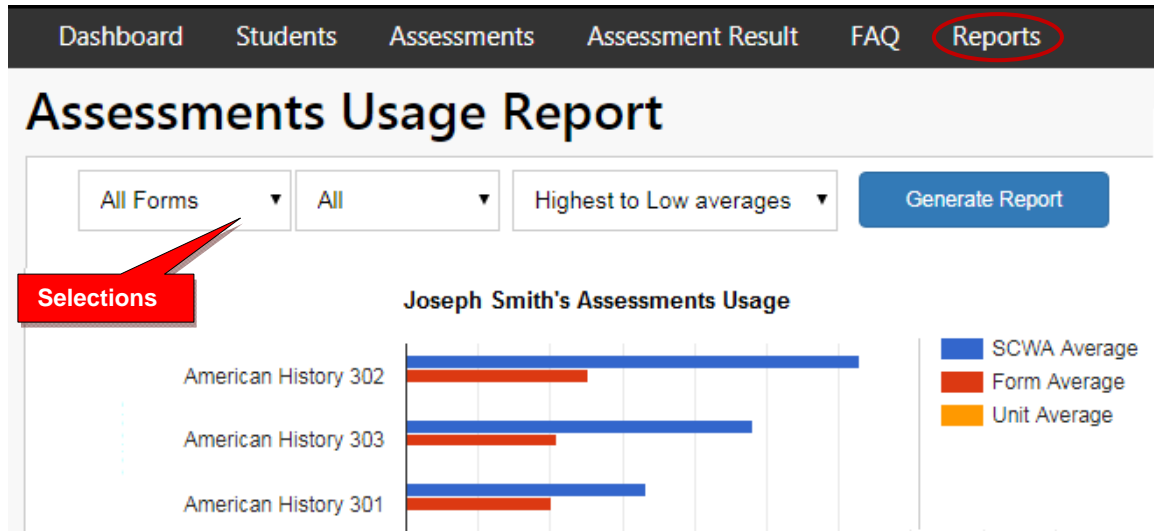 Dashboard Students Assessments Assessment Result FAQ Reports
Assessments Usage Report
All Forms All Highest to Low averages Generate Report
Selections
Joseph Smith's Assessments Usage
SCWA Average
Form Average
Unit Average
American History 302
American History 303
American History 301